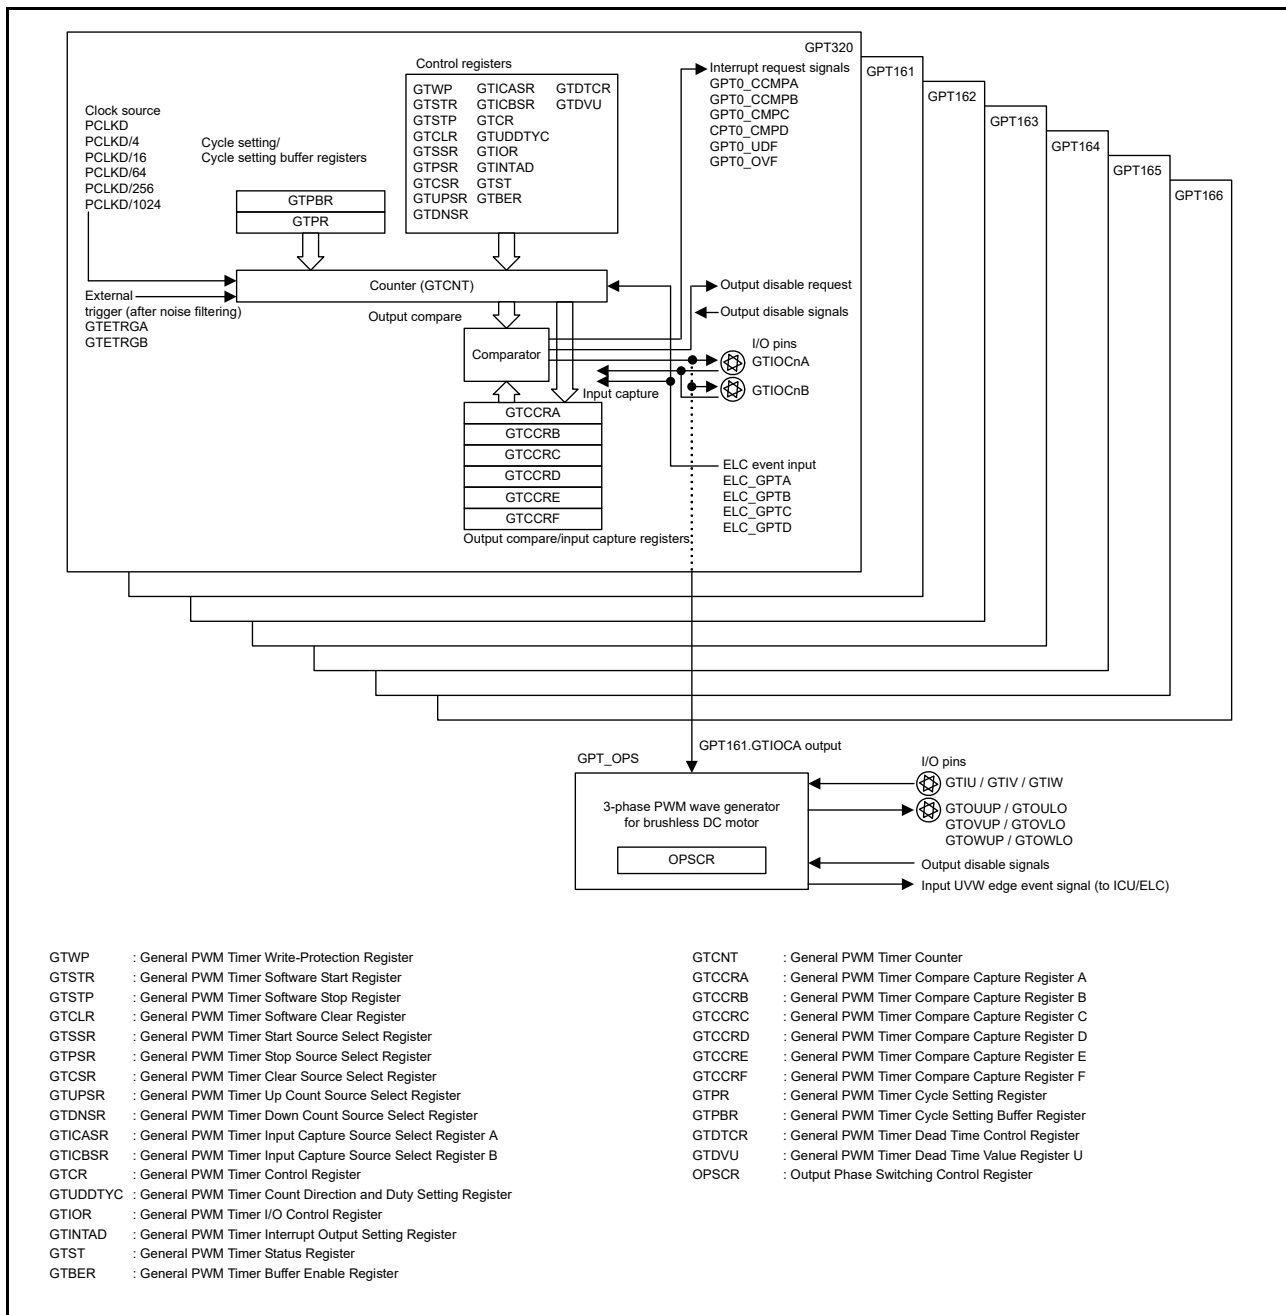 GPT320
GPT161
GPT162
GPT163
GPT164
GPT165
GPT166
Control registers
GTWP GTICASR GTDTCR
GTSTR GTICBSR GTDVU
GTSTP GTCR
GTCLR GTUDDTYC
GTSSR GTIOR
GTPSR GTINTAD
GTCSR GTST
GTUPSR GTBER
GTDNSR
Interrupt request signals
GPT0_CCMPA
GPT0_CCMPB
GPT0_CMPC
CPT0_CMPD
GPT0_UDF
GPT0_OVF
Clock source
PCLKD
PCLKD/4
PCLKD/16
PCLKD/64
PCLKD/256
PCLKD/1024
Cycle setting/
Cycle setting buffer registers
GTPBR
GTPR
Counter (GTCNT)
External
trigger (after noise filtering)
GTETRGA
GTETRGB
Output compare
Comparator
Output disable request
Output disable signals
I/O pins
GTIOCnA
GTIOCnB
Input capture
GTCCRA
GTCCRB
GTCCRC
GTCCRD
GTCCRE
GTCCRF
Output compare/input capture registers
ELC event input
ELC_GPTA
ELC_GPTB
ELC_GPTC
ELC_GPTD
GPT161.GTIOCA output
GPT_OPS
3-phase PWM wave generator
for brushless DC motor
OPSCR
I/O pins
GTIU / GTIV / GTIW
GTOUUP / GTOULO
GTOVUP / GTOVLO
GTOWUP / GTOWLO
Output disable signals
Input UVW edge event signal (to ICU/ELC)
GTWP : General PWM Timer Write-Protection Register
GTSTR : General PWM Timer Software Start Register
GTSTP : General PWM Timer Software Stop Register
GTCLR : General PWM Timer Software Clear Register
GTSSR : General PWM Timer Start Source Select Register
GTPSR : General PWM Timer Stop Source Select Register
GTCSR : General PWM Timer Clear Source Select Register
GTUPSR : General PWM Timer Up Count Source Select Register
GTDNSR : General PWM Timer Down Count Source Select Register
GTICASR : General PWM Timer Input Capture Source Select Register A
GTICBSR : General PWM Timer Input Capture Source Select Register B
GTCR : General PWM Timer Control Register
GTUDDTYC : General PWM Timer Count Direction and Duty Setting Register
GTIOR : General PWM Timer I/O Control Register
GTINTAD : General PWM Timer Interrupt Output Setting Register
GTST : General PWM Timer Status Register
GTBER : General PWM Timer Buffer Enable Register
GTCNT : General PWM Timer Counter
GTCCRA : General PWM Timer Compare Capture Register A
GTCCRB : General PWM Timer Compare Capture Register B
GTCCRC : General PWM Timer Compare Capture Register C
GTCCRD : General PWM Timer Compare Capture Register D
GTCCRE : General PWM Timer Compare Capture Register E
GTCCRF : General PWM Timer Compare Capture Register F
GTPR : General PWM Timer Cycle Setting Register
GTPBR : General PWM Timer Cycle Setting Buffer Register
GTDTCR : General PWM Timer Dead Time Control Register
GTDVU : General PWM Timer Dead Time Value Register U
OPSCR : Output Phase Switching Control Register